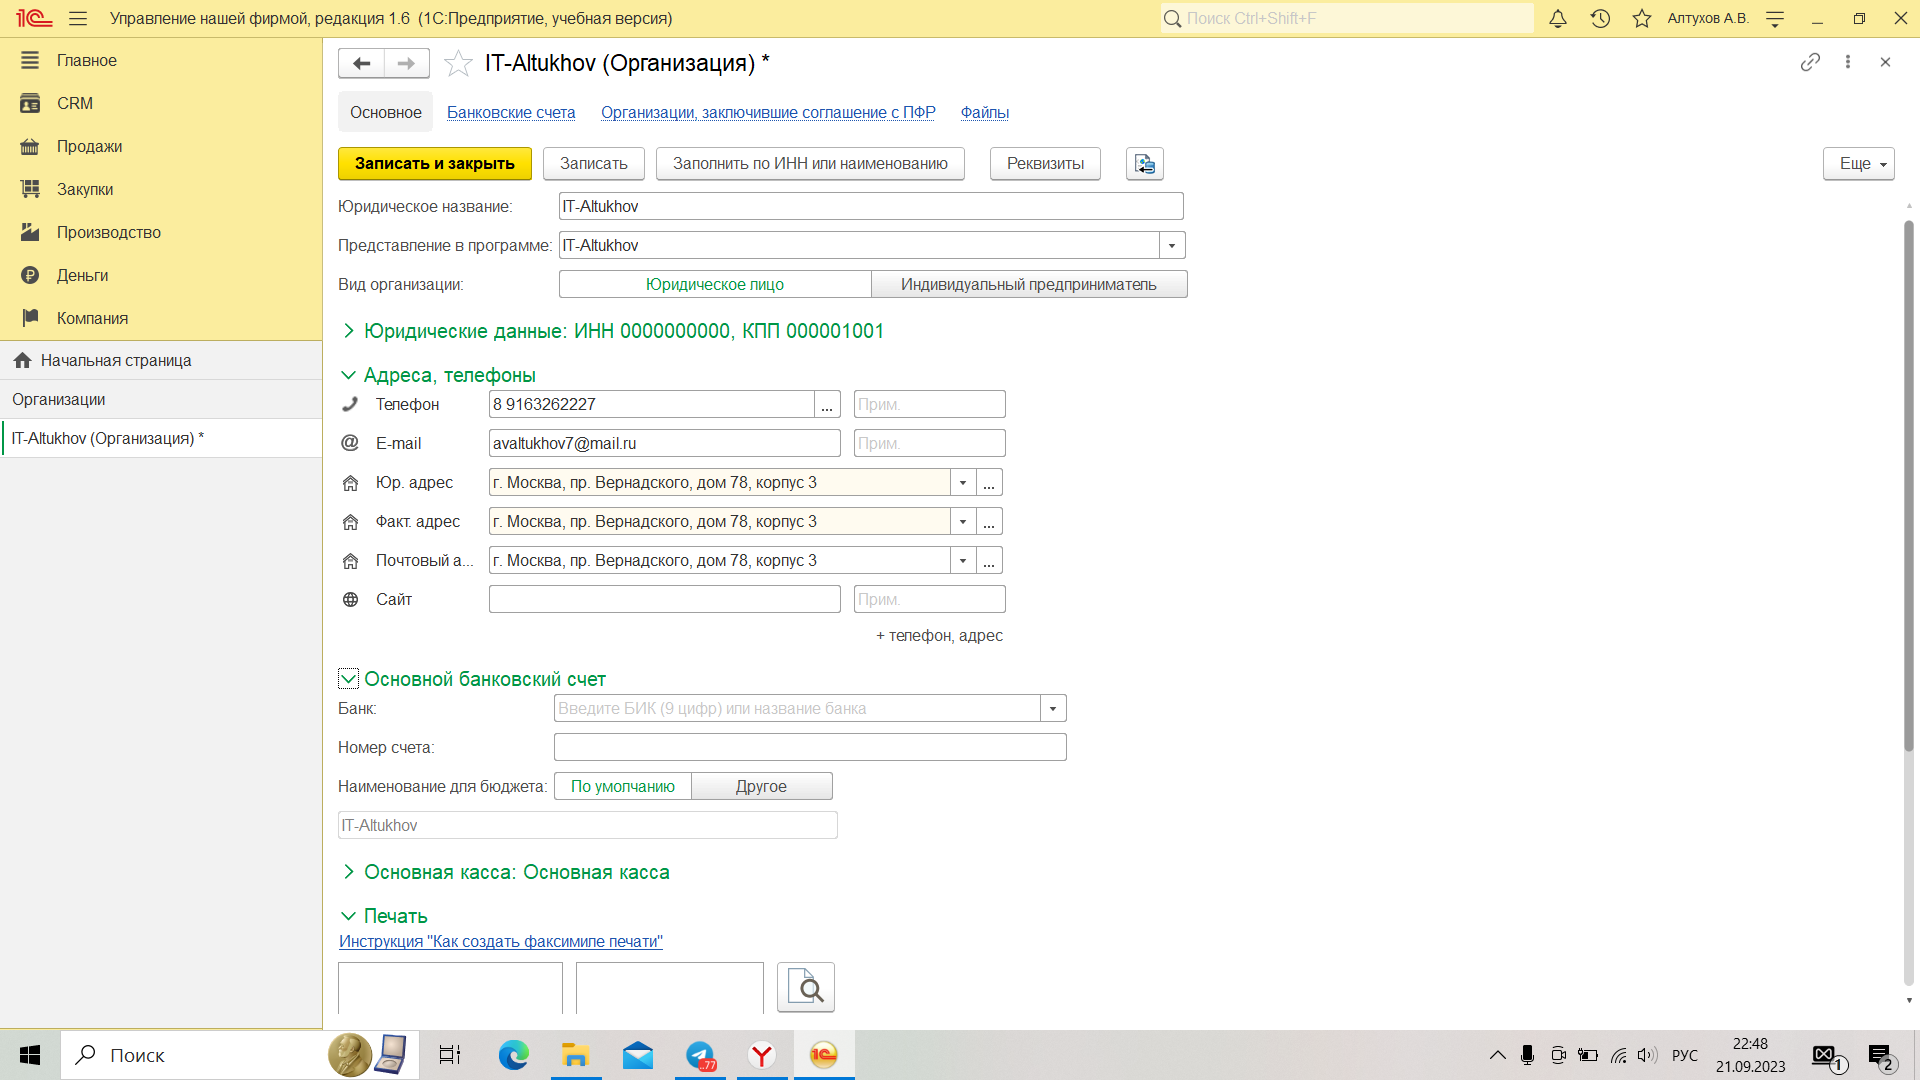 1С Управление нашей фирмой, редакция 1.6 (1С:Предприятие, учебная версия)
Поиск Ctrl+Shift+F
Алтухов А.В.
Главное
CRM
Продажи
Закупки
Производство
Деньги
Компания
Начальная страница
Организации
IT-Altukhov (Организация) *
IT-Altukhov (Организация) *
Основное Банковские счета Организации, заключившие соглашение с ПФР Файлы
Записать и закрыть Записать Заполнить по ИНН или наименованию Реквизиты Еще
Юридическое название: IT-Altukhov
Представление в программе: IT-Altukhov
Вид организации: Юридическое лицо Индивидуальный предприниматель
Юридические данные: ИНН 0000000000, КПП 000001001
Адреса, телефоны
Телефон 8 9163262227 ... Прим.
E-mail avaltukhov7@mail.ru Прим.
Юр. адрес г. Москва, пр. Вернадского, дом 78, корпус 3 ...
Факт. адрес г. Москва, пр. Вернадского, дом 78, корпус 3 ...
Почтовый а... г. Москва, пр. Вернадского, дом 78, корпус 3 ...
Сайт Прим.
+ телефон, адрес
Основной банковский счет
Банк: Введите БИК (9 цифр) или название банка
Номер счета:
Наименование для бюджета: По умолчанию Другое
IT-Altukhov
Основная касса: Основная касса
Печать
Инструкция "Как создать факсимиле печати"
Поиск
..77
РУС
22:48
21.09.2023
1
2